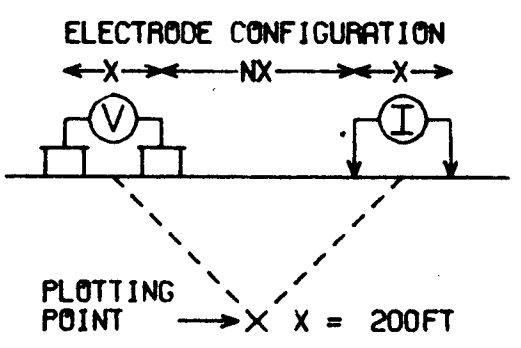 ELECTRODE CONFIGURATION
X NX X
V I
PLOTTING
POINT X X = 200FT